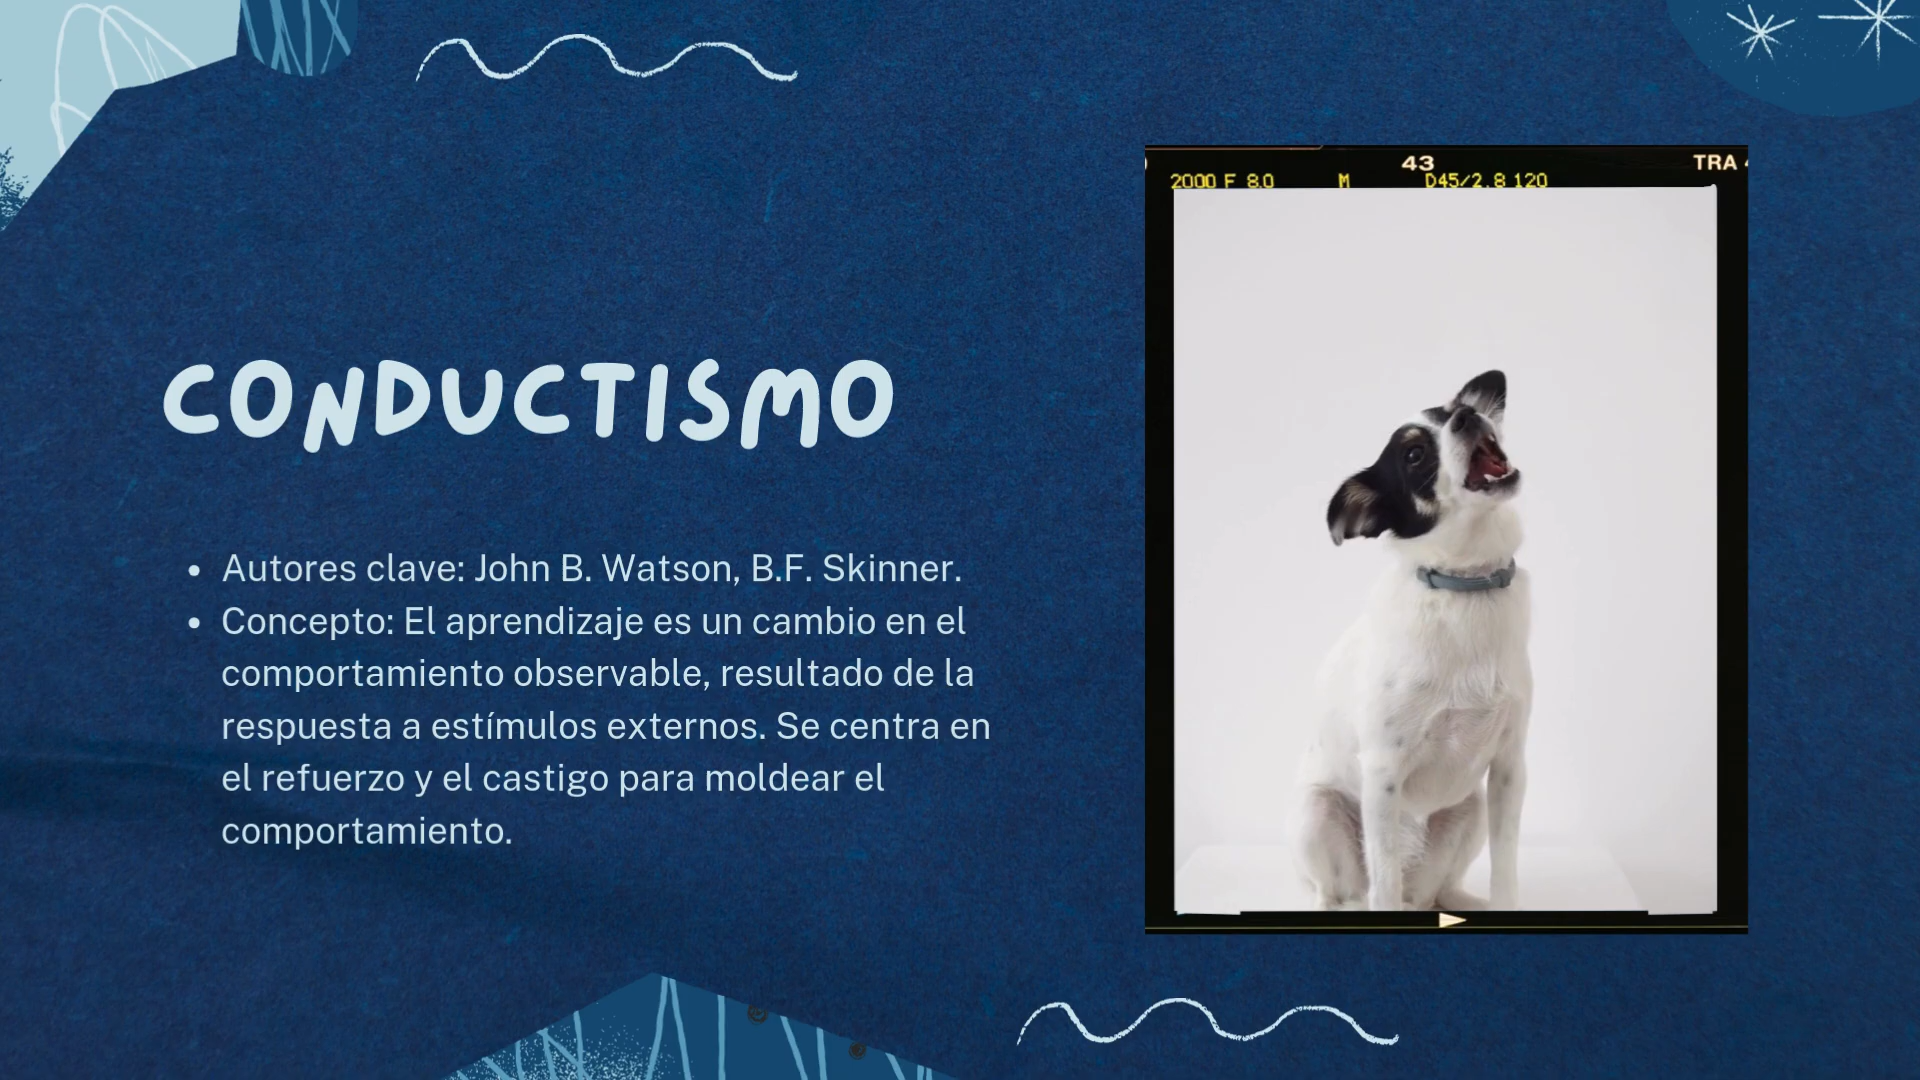 43
TRA
2000 F 8.0 M D45/2.8 120
CONDUCTISMO
• Autores clave: John B. Watson, B.F. Skinner.
• Concepto: El aprendizaje es un cambio en el
comportamiento observable, resultado de la
respuesta a estímulos externos. Se centra en
el refuerzo y el castigo para moldear el
comportamiento.